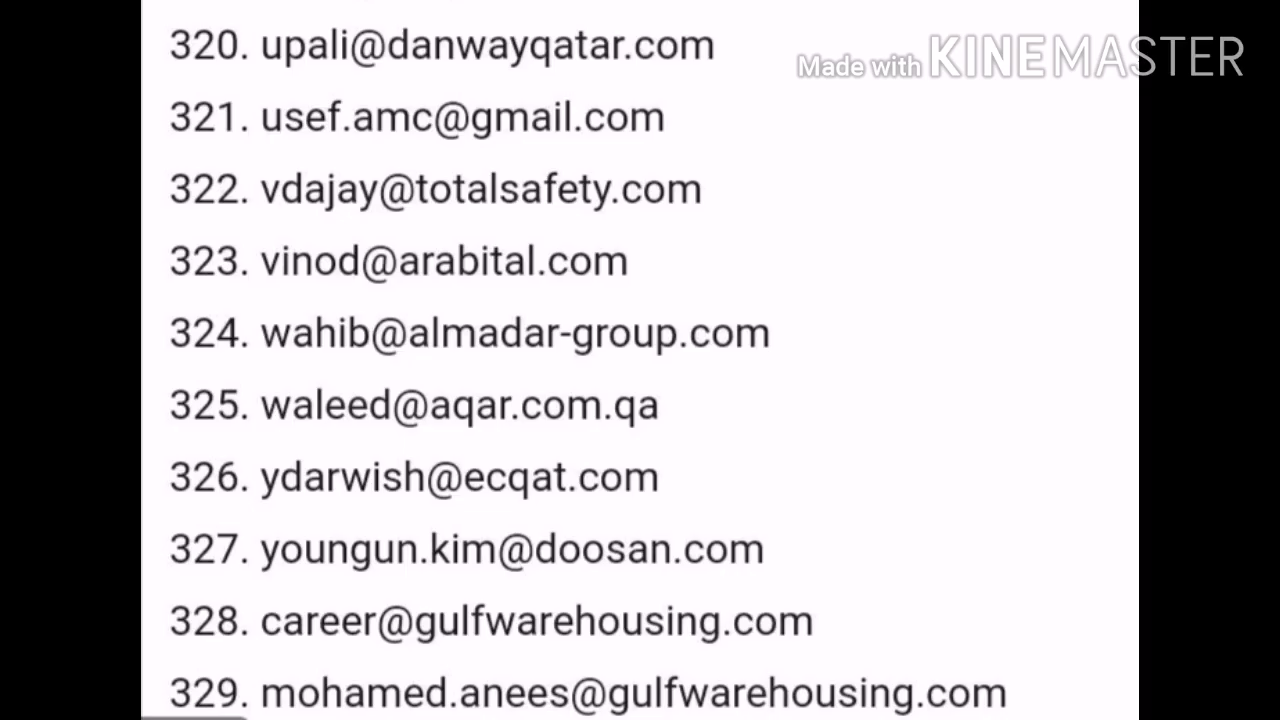 320. upali@danwayqatar.com
Made with KINEMASTER
321. usef.amc@gmail.com
322. vdajay@totalsafety.com
323. vinod@arabital.com
324. wahib@almadar-group.com
325. waleed@aqar.com.qa
326. ydarwish@ecqat.com
327. youngun.kim@doosan.com
328. career@gulfwarehousing.com
329. mohamed.anees@gulfwarehousing.com